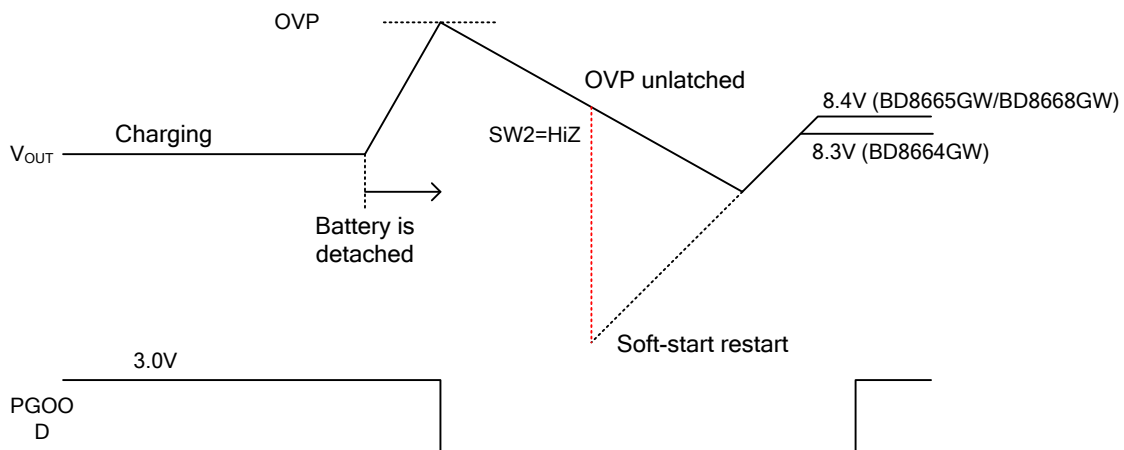 OVP
OVP unlatched
8.4V (BD8665GW/BD8668GW)
Charging
SW2=HiZ
VOUT
8.3V (BD8664GW)
Battery is
detached
Soft-start restart
3.0V
PGOO
D